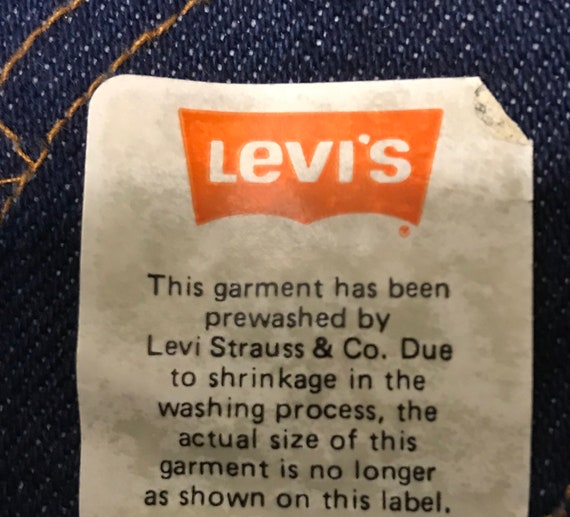 Levi's
®
This garment has been
prewashed by
Levi Strauss & Co. Due
to shrinkage in the
washing process, the
actual size of this
garment is no longer
as shown on this label.